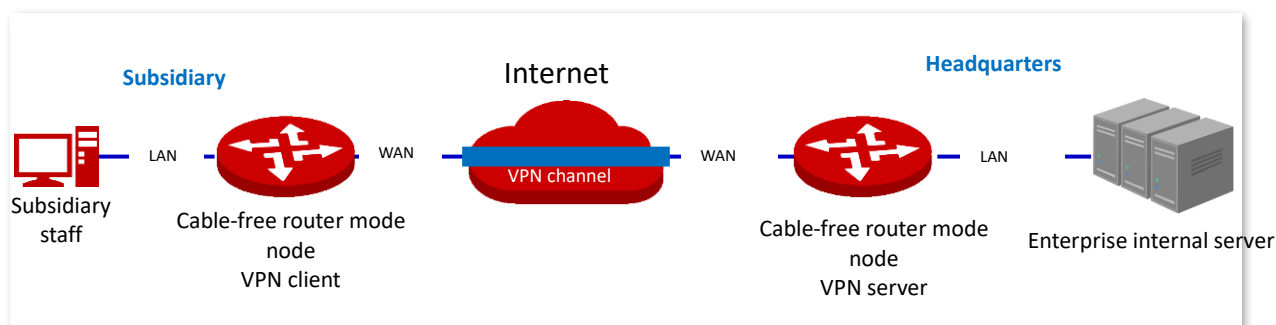 Internet
Subsidiary
Headquarters
LAN
WAN
VPN channel
WAN
LAN
Subsidiary
staff
Cable-free router mode
node
VPN client
Cable-free router mode
node
VPN server
Enterprise internal server